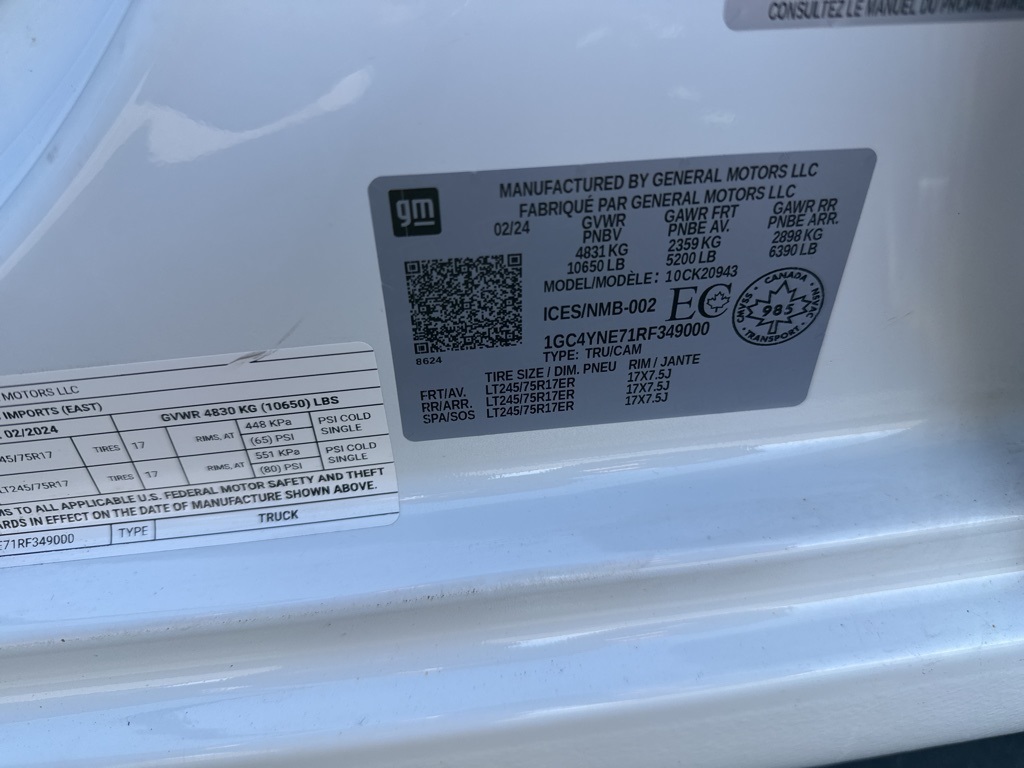 CONSULTEZ LE MANUEL DU PROPRIÉTAIRE
gm
MANUFACTURED BY GENERAL MOTORS LLC
FABRIQUÉ PAR GENERAL MOTORS LLC
02/24 GVWR GAWR FRT GAWR RR
PNBV PNBE AV. PNBE ARR.
4831 KG 2359 KG 2898 KG
10650 LB 5200 LB 6390 LB
MODEL/MODÈLE: 10CK20943
ICES/NMB-002 EC
CANADA MVAC 985 TRANSPORT SVAMC
1GC4YNE71RF349000
TYPE: TRU/CAM
8624
TIRE SIZE / DIM. PNEU RIM / JANTE
FRT/AV. LT245/75R17ER 17X7.5J
RR/ARR. LT245/75R17ER 17X7.5J
SPA/SOS LT245/75R17ER 17X7.5J
MOTORS LLC
IMPORTS (EAST)
02/2024 GVWR 4830 KG (10650) LBS
45/75R17 TIRES 17 RIMS, AT 448 KPa (65) PSI PSI COLD SINGLE
LT245/75R17 TIRES 17 RIMS, AT 551 KPa (80) PSI PSI COLD SINGLE
MS TO ALL APPLICABLE U.S. FEDERAL MOTOR SAFETY AND THEFT
ARDS IN EFFECT ON THE DATE OF MANUFACTURE SHOWN ABOVE.
E71RF349000 TYPE TRUCK